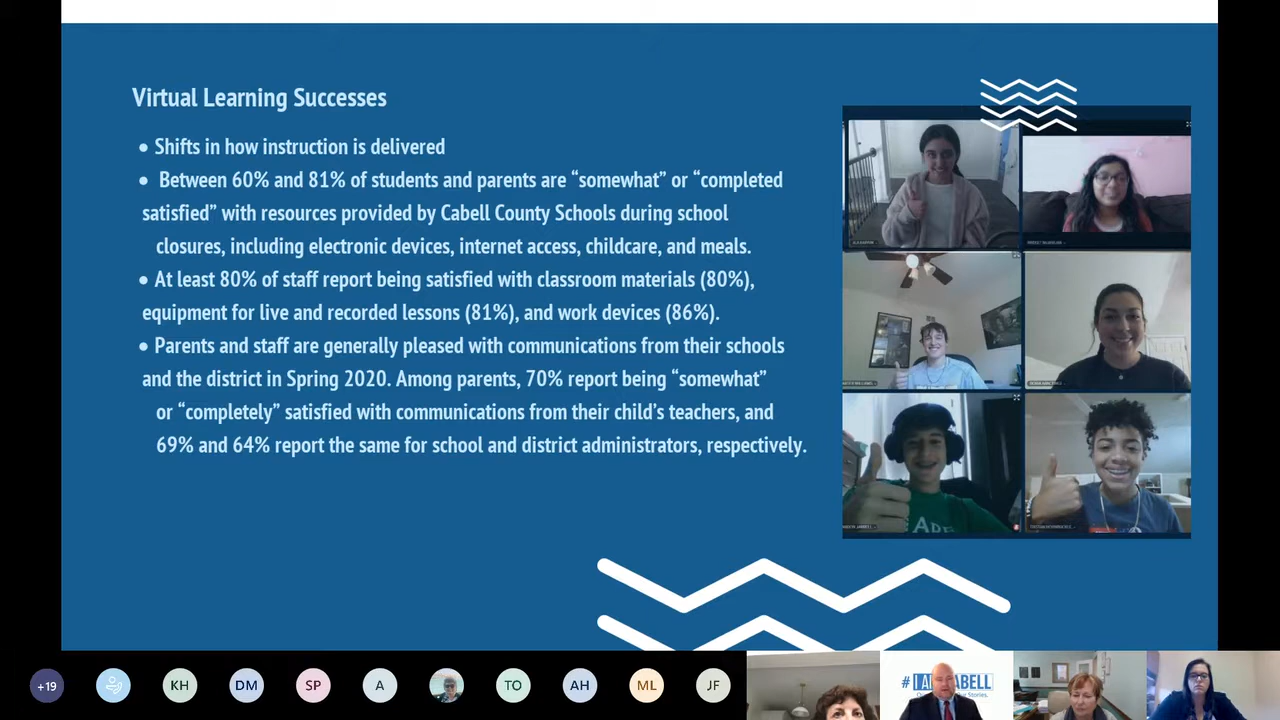 Virtual Learning Successes
• Shifts in how instruction is delivered
• Between 60% and 81% of students and parents are “somewhat” or “completed
satisfied” with resources provided by Cabell County Schools during school
closures, including electronic devices, internet access, childcare, and meals.
• At least 80% of staff report being satisfied with classroom materials (80%),
equipment for live and recorded lessons (81%), and work devices (86%).
• Parents and staff are generally pleased with communications from their schools
and the district in Spring 2020. Among parents, 70% report being “somewhat”
or “completely” satisfied with communications from their child’s teachers, and
69% and 64% report the same for school and district administrators, respectively.
+19
KH
DM
SP
A
TO
AH
ML
JF
# I A ABELL
Stories.